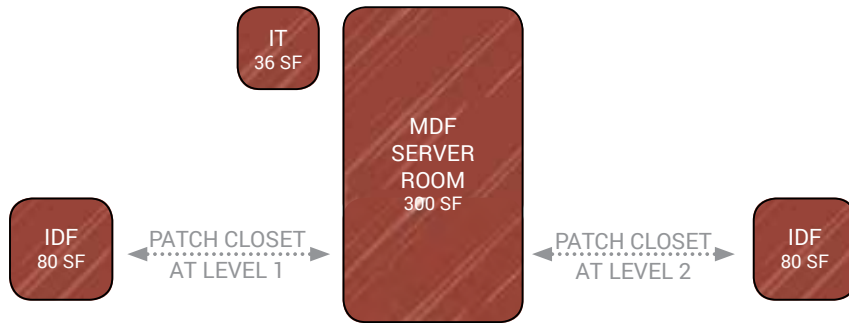 IT
36 SF
MDF
SERVER
ROOM
300 SF
IDF
80 SF
PATCH CLOSET
AT LEVEL 1
PATCH CLOSET
AT LEVEL 2
IDF
80 SF